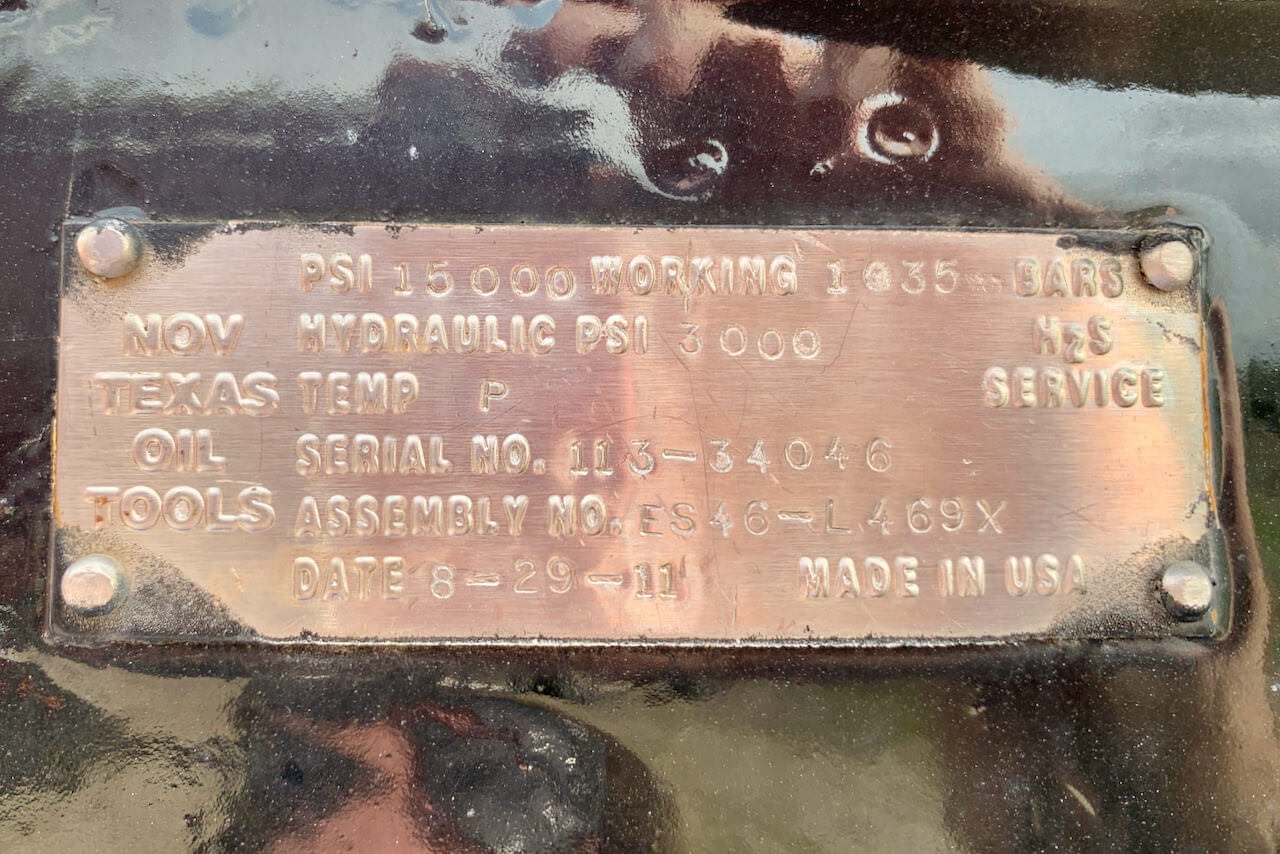 PSI 15000 WORKING 1035 BARS
NOV HYDRAULIC PSI 3000 H2S
TEXAS TEMP P SERVICE
OIL SERIAL NO. 113-34046
TOOLS ASSEMBLY NO. ES46-L469X
DATE 8-29-11 MADE IN USA